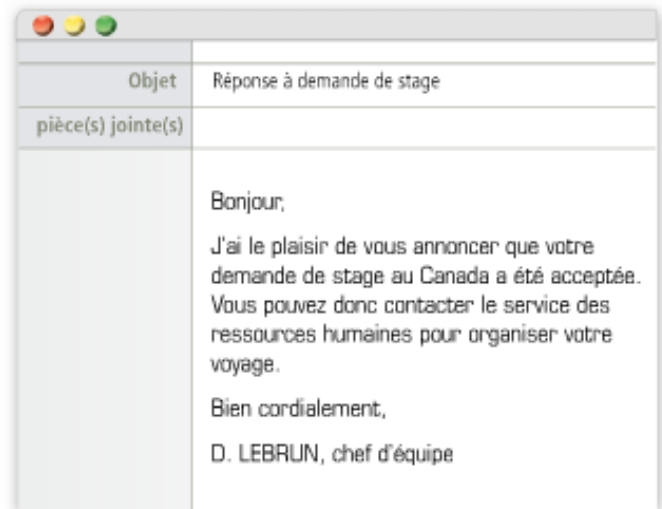 Objet Réponse à demande de stage
pièce(s) jointe(s)
Bonjour,
J'ai le plaisir de vous annoncer que votre
demande de stage au Canada a été acceptée.
Vous pouvez donc contacter le service des
ressources humaines pour organiser votre
voyage.
Bien cordialement,
D. LEBRUN, chef d'équipe